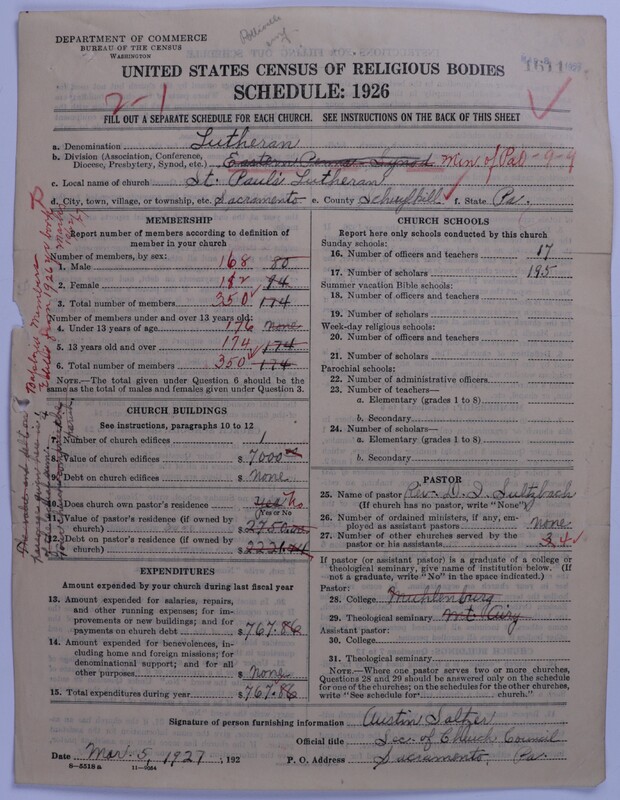 DEPARTMENT OF COMMERCE
BUREAU OF THE CENSUS
WASHINGTON
1611
UNITED STATES CENSUS OF RELIGIOUS BODIES
SCHEDULE: 1926
2-1
FILL OUT A SEPARATE SCHEDULE FOR EACH CHURCH. SEE INSTRUCTIONS ON THE BACK OF THIS SHEET
a. Denomination Lutheran
b. Division (Association, Conference, Diocese, Presbytery, Synod, etc.) Eastern Penna Synod Min. of Pa 0-9-9
c. Local name of church St. Paul's Lutheran
d. City, town, village, or township, etc. Sacramento e. County Schuylkill f. State Pa.
MEMBERSHIP
Report number of members according to definition of member in your church
Number of members, by sex:
1. Male 168 80
2. Female 182 94
3. Total number of members 350 174
Number of members under and over 13 years old:
4. Under 13 years of age 176 none
5. 13 years old and over 174 174
6. Total number of members 350 174
NOTE.—The total given under Question 6 should be the same as the total of males and females given under Question 3.
CHURCH BUILDINGS
See instructions, paragraphs 10 to 12
7. Number of church edifices 1
8. Value of church edifices $ 7000
9. Debt on church edifices $ None
10. Does church own pastor's residence Yes No
(Yes or No)
Value of pastor's residence (if owned by church) $ 2750.00
Debt on pastor's residence (if owned by church) $
EXPENDITURES
Amount expended by your church during last fiscal year
13. Amount expended for salaries, repairs, and other running expenses; for improvements or new buildings; and for payments on church debt $ 767.86
14. Amount expended for benevolences, including home and foreign missions; for denominational support; and for all other purposes $ None
15. Total expenditures during year $ 767.86
CHURCH SCHOOLS
Report here only schools conducted by this church
Sunday schools:
16. Number of officers and teachers 17
17. Number of scholars 195
Summer vacation Bible schools:
18. Number of officers and teachers
19. Number of scholars
Week-day religious schools:
20. Number of officers and teachers
21. Number of scholars
Parochial schools:
22. Number of administrative officers
23. Number of teachers—
a. Elementary (grades 1 to 8)
b. Secondary
24. Number of scholars—
a. Elementary (grades 1 to 8)
b. Secondary
PASTOR
25. Name of pastor Rev. D. I. Sultzbach
(If church has no pastor, write "None")
26. Number of ordained ministers, if any, employed as assistant pastors None
27. Number of other churches served by the pastor or his assistants 3 4
If pastor (or assistant pastor) is a graduate of a college or theological seminary, give name of institution below. (If not a graduate, write "No" in the space indicated.)
Pastor:
28. College Muhlenburg
29. Theological seminary Mt. Airy
Assistant pastor:
30. College
31. Theological seminary
NOTE.—Where one pastor serves two or more churches, Questions 28 and 29 should be answered only on the schedule for one of the churches; on the schedules for the other churches, write "See schedule for church."
Signature of person furnishing information Austin Saltzer
Official title Sec. of Church Council
Date Mar 5, 1927, 192 P. O. Address Sacramento, Pa
8—5518 a